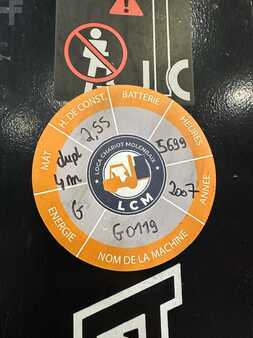 MAT
H. DE CONST.
BATTERIE
HEURES
ANNÉE
NOM DE LA MACHINE
ENERGIE
dupl
4m
2,55
5699
2007
G
G0119
LOCA CHARIOT MOLENBAIX
LCM